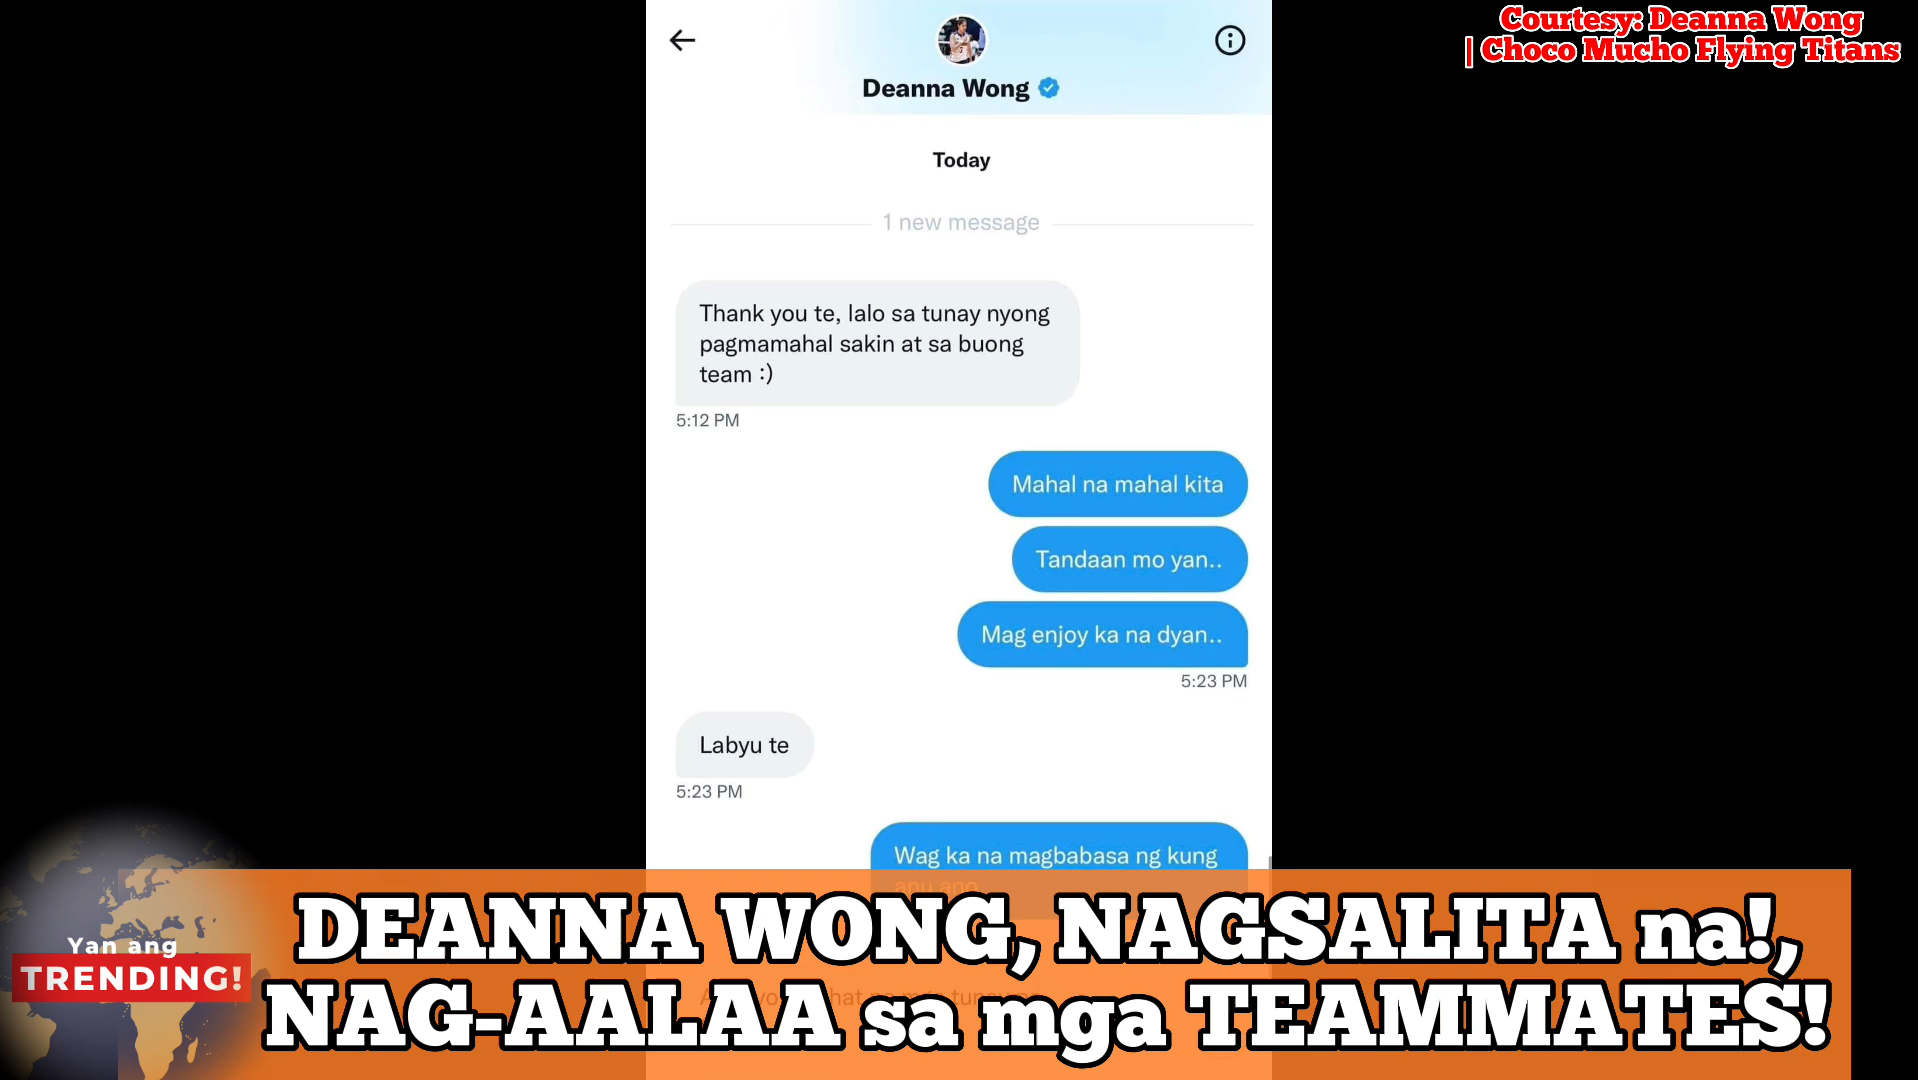 Courtesy: Deanna Wong
| Choco Mucho Flying Titans
Deanna Wong
Today
1 new message
Thank you te, lalo sa tunay nyong
pagmamahal sakin at sa buong
team :)
5:12 PM
Mahal na mahal kita
Tandaan mo yan..
Mag enjoy ka na dyan..
5:23 PM
Labyu te
5:23 PM
Wag ka na magbabasa ng kung
anu ano
Yan ang
TRENDING!
DEANNA WONG, NAGSALITA na!,
NAG-AALAA sa mga TEAMMATES!